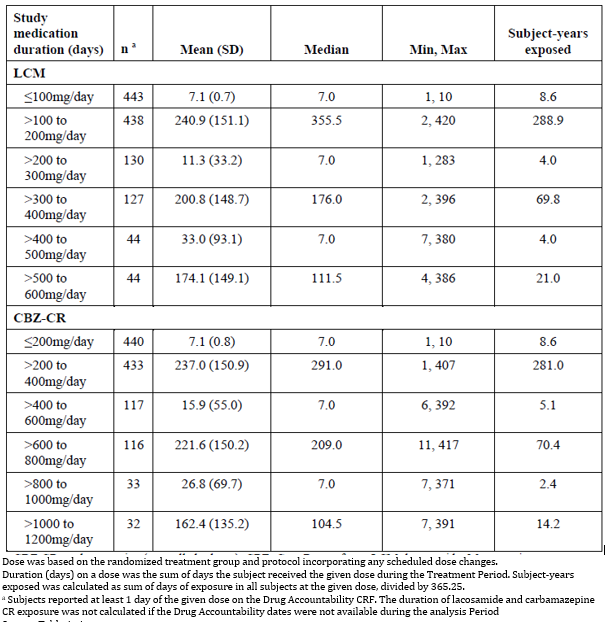 Study
medication
duration (days)
n a
Mean (SD)
Median
Min, Max
Subject-years
exposed
LCM
≤100mg/day 443 7.1 (0.7) 7.0 1, 10 8.6
>100 to
200mg/day
438 240.9 (151.1) 355.5 2, 420 288.9
>200 to
300mg/day
130 11.3 (33.2) 7.0 1, 283 4.0
>300 to
400mg/day
127 200.8 (148.7) 176.0 2, 396 69.8
>400 to
500mg/day
44 33.0 (93.1) 7.0 7, 380 4.0
>500 to
600mg/day
44 174.1 (149.1) 111.5 4, 386 21.0
CBZ-CR
≤200mg/day 440 7.1 (0.8) 7.0 1, 10 8.6
>200 to
400mg/day
433 237.0 (150.9) 291.0 1, 407 281.0
>400 to
600mg/day
117 15.9 (55.0) 7.0 6, 392 5.1
>600 to
800mg/day
116 221.6 (150.2) 209.0 11, 417 70.4
>800 to
1000mg/day
33 26.8 (69.7) 7.0 7, 371 2.4
>1000 to
1200mg/day
32 162.4 (135.2) 104.5 7, 391 14.2
Dose was based on the randomized treatment group and protocol incorporating any scheduled dose changes.
Duration (days) on a dose was the sum of days the subject received the given dose during the Treatment Period. Subject-years
exposed was calculated as sum of days of exposure in all subjects at the given dose, divided by 365.25.
a Subjects reported at least 1 day of the given dose on the Drug Accountability CRF. The duration of lacosamide and carbamazepine
CR exposure was not calculated if the Drug Accountability dates were not available during the analysis Period